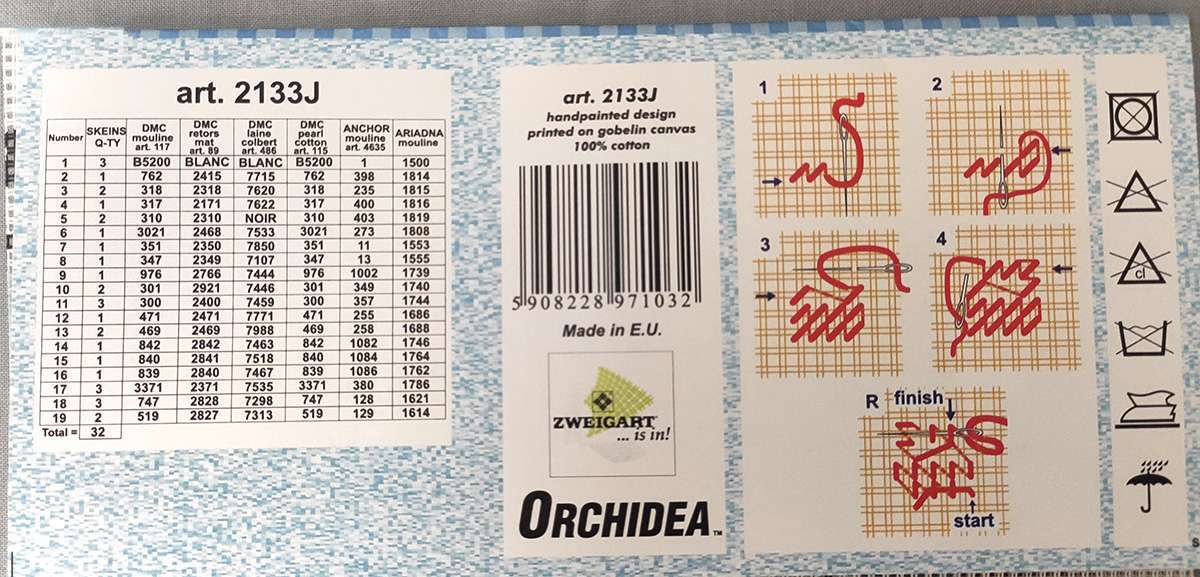 art. 2133J
Number SKEINS Q-TY DMC mouline art. 117 DMC retors mat art. 89 DMC laine colbert art. 486 DMC pearl cotton art. 115 ANCHOR mouline art. 4635 ARIADNA mouline
1 3 B5200 BLANC BLANC B5200 1 1500
2 1 762 2415 7715 762 398 1814
3 2 318 2318 7620 318 235 1815
4 1 317 2171 7622 317 400 1816
5 2 310 2310 NOIR 310 403 1819
6 1 3021 2468 7533 3021 273 1808
7 1 351 2350 7850 351 11 1553
8 1 347 2349 7107 347 13 1555
9 1 976 2766 7444 976 1002 1739
10 2 301 2921 7446 301 349 1740
11 3 300 2400 7459 300 357 1744
12 1 471 2471 7771 471 255 1686
13 2 469 2469 7988 469 258 1688
14 1 842 2842 7463 842 1082 1746
15 1 840 2841 7518 840 1084 1764
16 1 839 2840 7467 839 1086 1762
17 3 3371 2371 7535 3371 380 1786
18 3 747 2828 7298 747 128 1621
19 2 519 2827 7313 519 129 1614
Total = 32
art. 2133J
handpainted design
printed on gobelin canvas
100% cotton
5 908228 971032
Made in E.U.
ZWEIGART
... is in!
ORCHIDEA™
1
2
3
4
R finish
start
cl